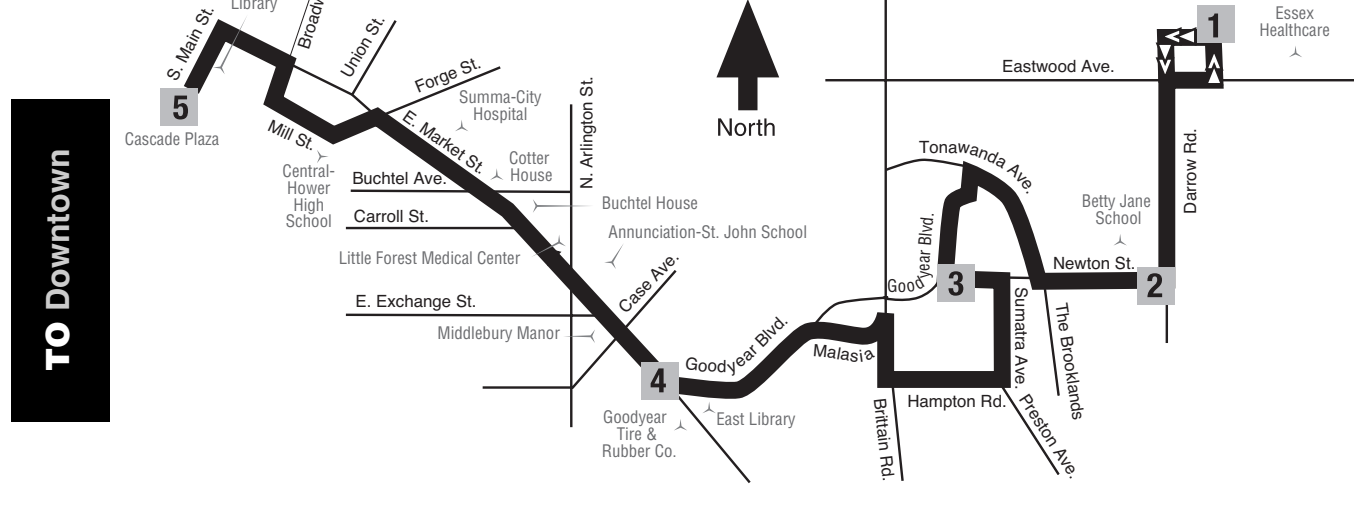 TO Downtown
Library
S. Main St.
5
Cascade Plaza
Union St.
Forge St.
Mill St.
Central-
Hower
High
School
E. Market St.
Summa-City
Hospital
Cotter
House
N. Arlington St.
Buchtel Ave.
Buchtel House
Carroll St.
Annunciation-St. John School
Little Forest Medical Center
Case Ave.
E. Exchange St.
Middlebury Manor
4
Goodyear
Tire &
Rubber Co.
East Library
Goodyear Blvd.
Malasia
North
Brittain Rd.
Hampton Rd.
Preston Ave.
Sumatra Ave.
The Brooklands
3
Goodyear Blvd.
Tonawanda Ave.
Newton St.
2
Betty Jane
School
Darrow Rd.
Eastwood Ave.
1
Essex
Healthcare